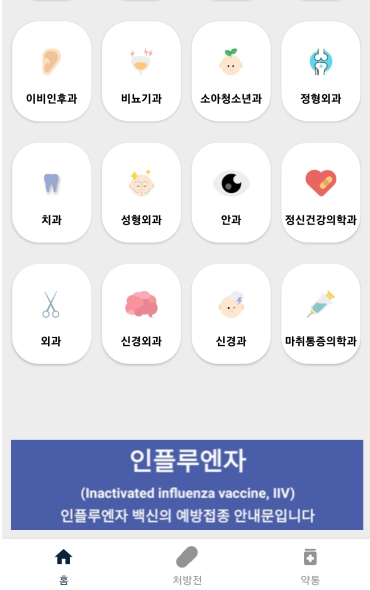 이비인후과
비뇨기과
소아청소년과
정형외과
치과
성형외과
안과
정신건강의학과
외과
신경외과
신경과
마취통증의학과
인플루엔자
(Inactivated influenza vaccine, IIV)
인플루엔자 백신의 예방접종 안내문입니다
홈
처방전
약통